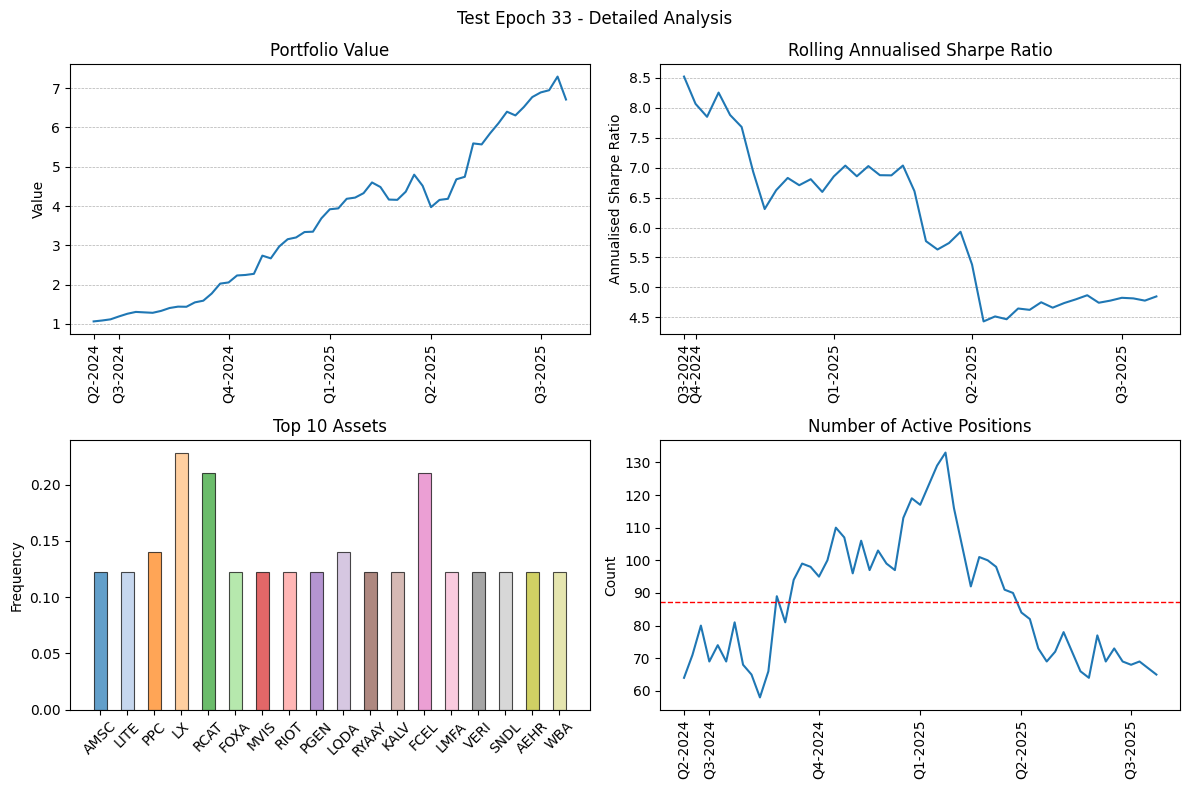 Test Epoch 33 - Detailed Analysis
Portfolio Value
Value
7
6
5
4
3
2
1
Q2-2024
Q3-2024
Q4-2024
Q1-2025
Q2-2025
Q3-2025
Rolling Annualised Sharpe Ratio
Annualised Sharpe Ratio
8.5
8.0
7.5
7.0
6.5
6.0
5.5
5.0
4.5
Q3-2024
Q4-2024
Q1-2025
Q2-2025
Q3-2025
Top 10 Assets
Frequency
0.20
0.15
0.10
0.05
0.00
AMSC
LITE
PPC
LX
RCAT
FOXA
MVIS
RIOT
PGEN
LQDA
RYAAY
KALV
FCEL
LMFA
VERI
SNDL
AEHR
WBA
Number of Active Positions
Count
130
120
110
100
90
80
70
60
Q2-2024
Q3-2024
Q4-2024
Q1-2025
Q2-2025
Q3-2025